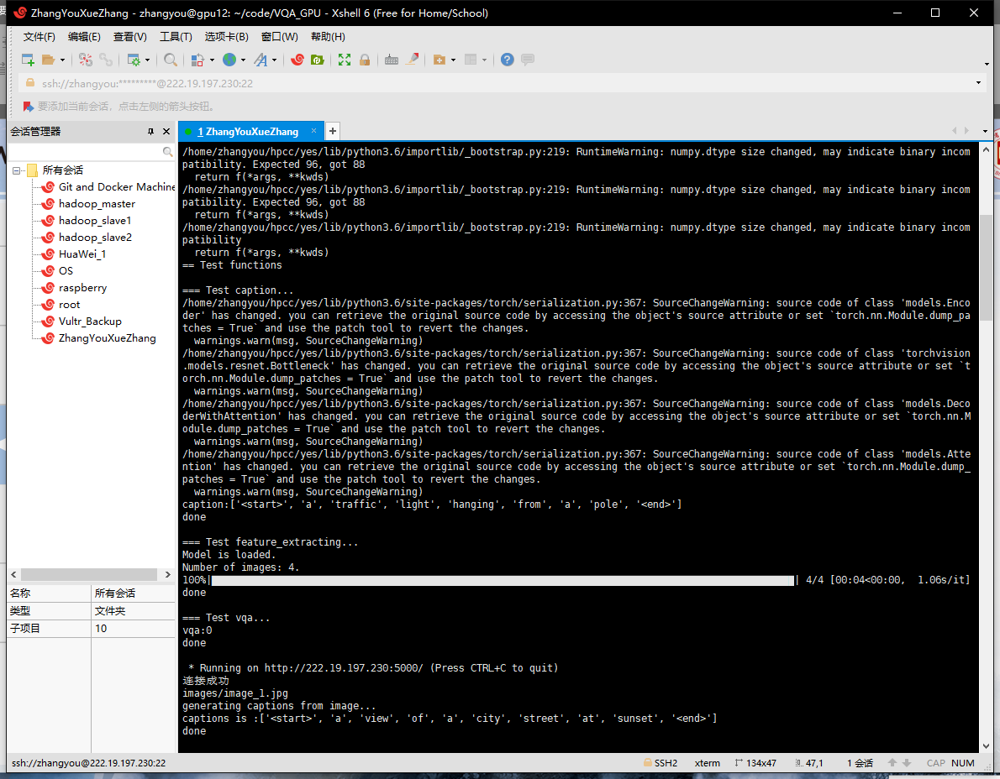 ZhangYouXueZhang - zhangyou@gpu12: ~/code/VQA_GPU - Xshell 6 (Free for Home/School)
文件(F) 编辑(E) 查看(V) 工具(T) 选项卡(B) 窗口(W) 帮助(H)
ssh://zhangyou:*********@222.19.197.230:22
要添加当前会话，点击左侧的箭头按钮。
会话管理器
1 ZhangYouXueZhang
所有会话
Git and Docker Machine
hadoop_master
hadoop_slave1
hadoop_slave2
HuaWei_1
OS
raspberry
root
Vultr_Backup
ZhangYouXueZhang
名称 所有会话
类型 文件夹
子项目 10
/home/zhangyou/hpcc/yes/lib/python3.6/importlib/_bootstrap.py:219: RuntimeWarning: numpy.dtype size changed, may indicate binary incom
patibility. Expected 96, got 88
return f(*args, **kwds)
/home/zhangyou/hpcc/yes/lib/python3.6/importlib/_bootstrap.py:219: RuntimeWarning: numpy.dtype size changed, may indicate binary incom
patibility. Expected 96, got 88
return f(*args, **kwds)
/home/zhangyou/hpcc/yes/lib/python3.6/importlib/_bootstrap.py:219: RuntimeWarning: numpy.dtype size changed, may indicate binary incom
patibility
return f(*args, **kwds)
== Test functions
=== Test caption...
/home/zhangyou/hpcc/yes/lib/python3.6/site-packages/torch/serialization.py:367: SourceChangeWarning: source code of class 'models.Enco
der' has changed. you can retrieve the original source code by accessing the object's source attribute or set `torch.nn.Module.dump_pa
tches = True` and use the patch tool to revert the changes.
warnings.warn(msg, SourceChangeWarning)
/home/zhangyou/hpcc/yes/lib/python3.6/site-packages/torch/serialization.py:367: SourceChangeWarning: source code of class 'torchvision
.models.resnet.Bottleneck' has changed. you can retrieve the original source code by accessing the object's source attribute or set `t
orch.nn.Module.dump_patches = True` and use the patch tool to revert the changes.
warnings.warn(msg, SourceChangeWarning)
/home/zhangyou/hpcc/yes/lib/python3.6/site-packages/torch/serialization.py:367: SourceChangeWarning: source code of class 'models.Deco
derWithAttention' has changed. you can retrieve the original source code by accessing the object's source attribute or set `torch.nn.M
odule.dump_patches = True` and use the patch tool to revert the changes.
warnings.warn(msg, SourceChangeWarning)
/home/zhangyou/hpcc/yes/lib/python3.6/site-packages/torch/serialization.py:367: SourceChangeWarning: source code of class 'models.Atte
ntion' has changed. you can retrieve the original source code by accessing the object's source attribute or set `torch.nn.Module.dump_
patches = True` and use the patch tool to revert the changes.
warnings.warn(msg, SourceChangeWarning)
caption:['<start>', 'a', 'traffic', 'light', 'hanging', 'from', 'a', 'pole', '<end>']
done
=== Test feature_extracting...
Model is loaded.
Number of images: 4.
100%| | 4/4 [00:04<00:00, 1.06s/it]
done
=== Test vqa...
vqa:0
done
* Running on http://222.19.197.230:5000/ (Press CTRL+C to quit)
连接成功
images/image_1.jpg
generating captions from image...
captions is :['<start>', 'a', 'view', 'of', 'a', 'city', 'street', 'at', 'sunset', '<end>']
done
ssh://zhangyou@222.19.197.230:22 SSH2 xterm 134x47 47,1 1 会话 CAP NUM